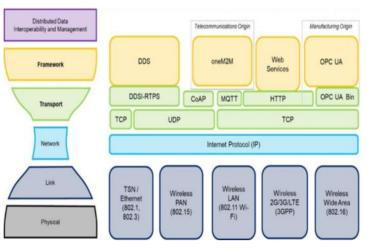 Distributed Data
Interoperability and Management
Telecommunications Origin
Manufacturing Origin
Framework
DDS
oneM2M
Web
Services
OPC UA
Transport
DDSI-RTPS
CoAP
MQTT
HTTP
OPC UA Bin
TCP
UDP
TCP
Network
Internet Protocol (IP)
Link
TSN /
Ethernet
(802.1,
802.3)
Wireless
PAN
(802.15)
Wireless
LAN
(802.11 Wi-
Fi)
Wireless
2G/3G/LTE
(3GPP)
Wireless
Wide Area
(802.16)
Physical